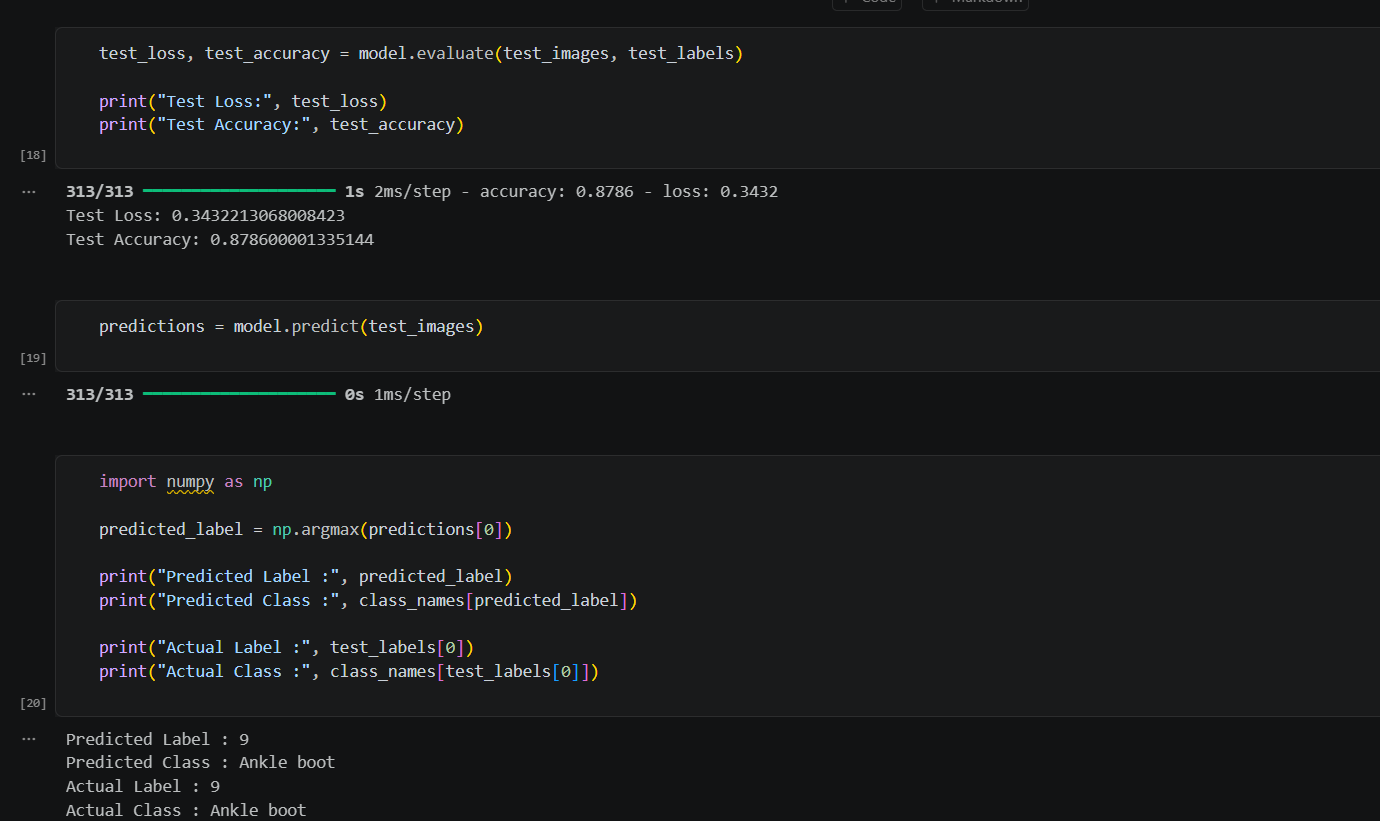 + Code + Markdown
test_loss, test_accuracy = model.evaluate(test_images, test_labels)
print("Test Loss:", test_loss)
print("Test Accuracy:", test_accuracy)
[18]
... 313/313 1s 2ms/step - accuracy: 0.8786 - loss: 0.3432
Test Loss: 0.3432213068008423
Test Accuracy: 0.878600001335144
predictions = model.predict(test_images)
[19]
... 313/313 0s 1ms/step
import numpy as np
predicted_label = np.argmax(predictions[0])
print("Predicted Label :", predicted_label)
print("Predicted Class :", class_names[predicted_label])
print("Actual Label :", test_labels[0])
print("Actual Class :", class_names[test_labels[0]])
[20]
... Predicted Label : 9
Predicted Class : Ankle boot
Actual Label : 9
Actual Class : Ankle boot